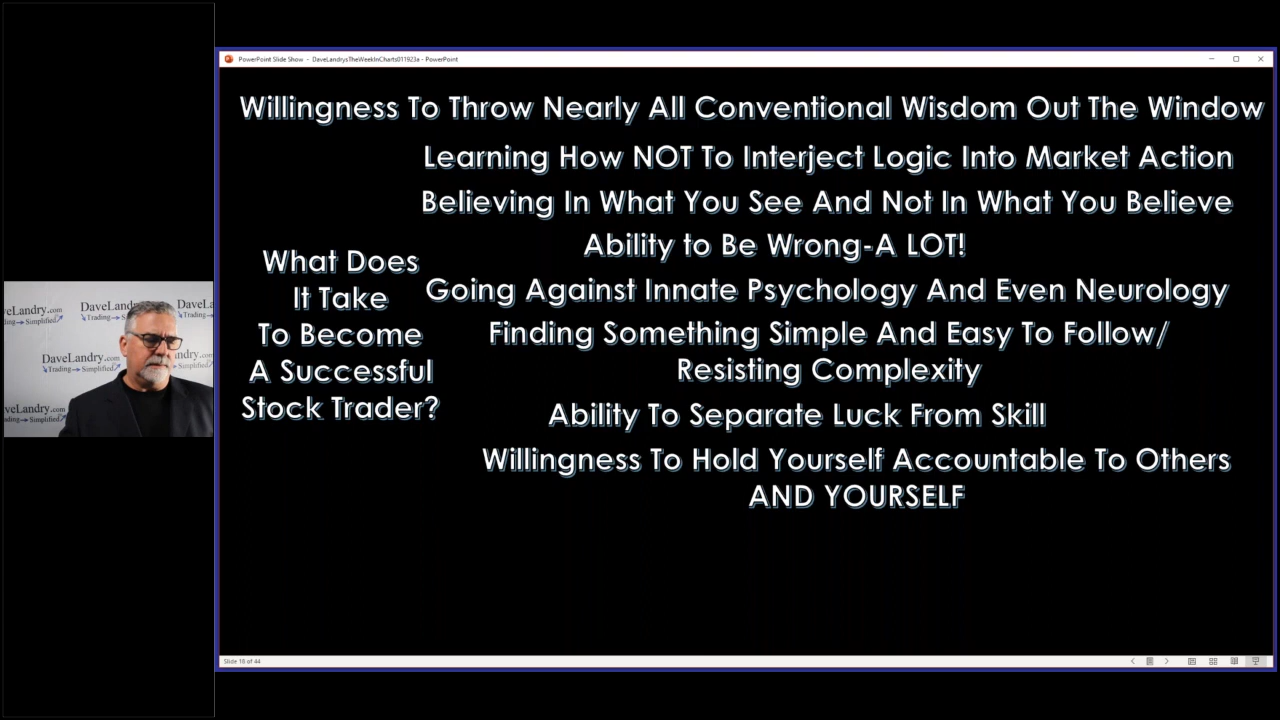 PowerPoint Slide Show - DaveLandrysTheWeekInCharts011923a - PowerPoint
Willingness To Throw Nearly All Conventional Wisdom Out The Window
Learning How NOT To Interject Logic Into Market Action
Believing In What You See And Not In What You Believe
Ability to Be Wrong-A LOT!
Going Against Innate Psychology And Even Neurology
Finding Something Simple And Easy To Follow/
Resisting Complexity
Ability To Separate Luck From Skill
Willingness To Hold Yourself Accountable To Others
AND YOURSELF
What Does
It Take
To Become
A Successful
Stock Trader?
DaveLandry.com
Trading Simplified
Slide 18 of 44